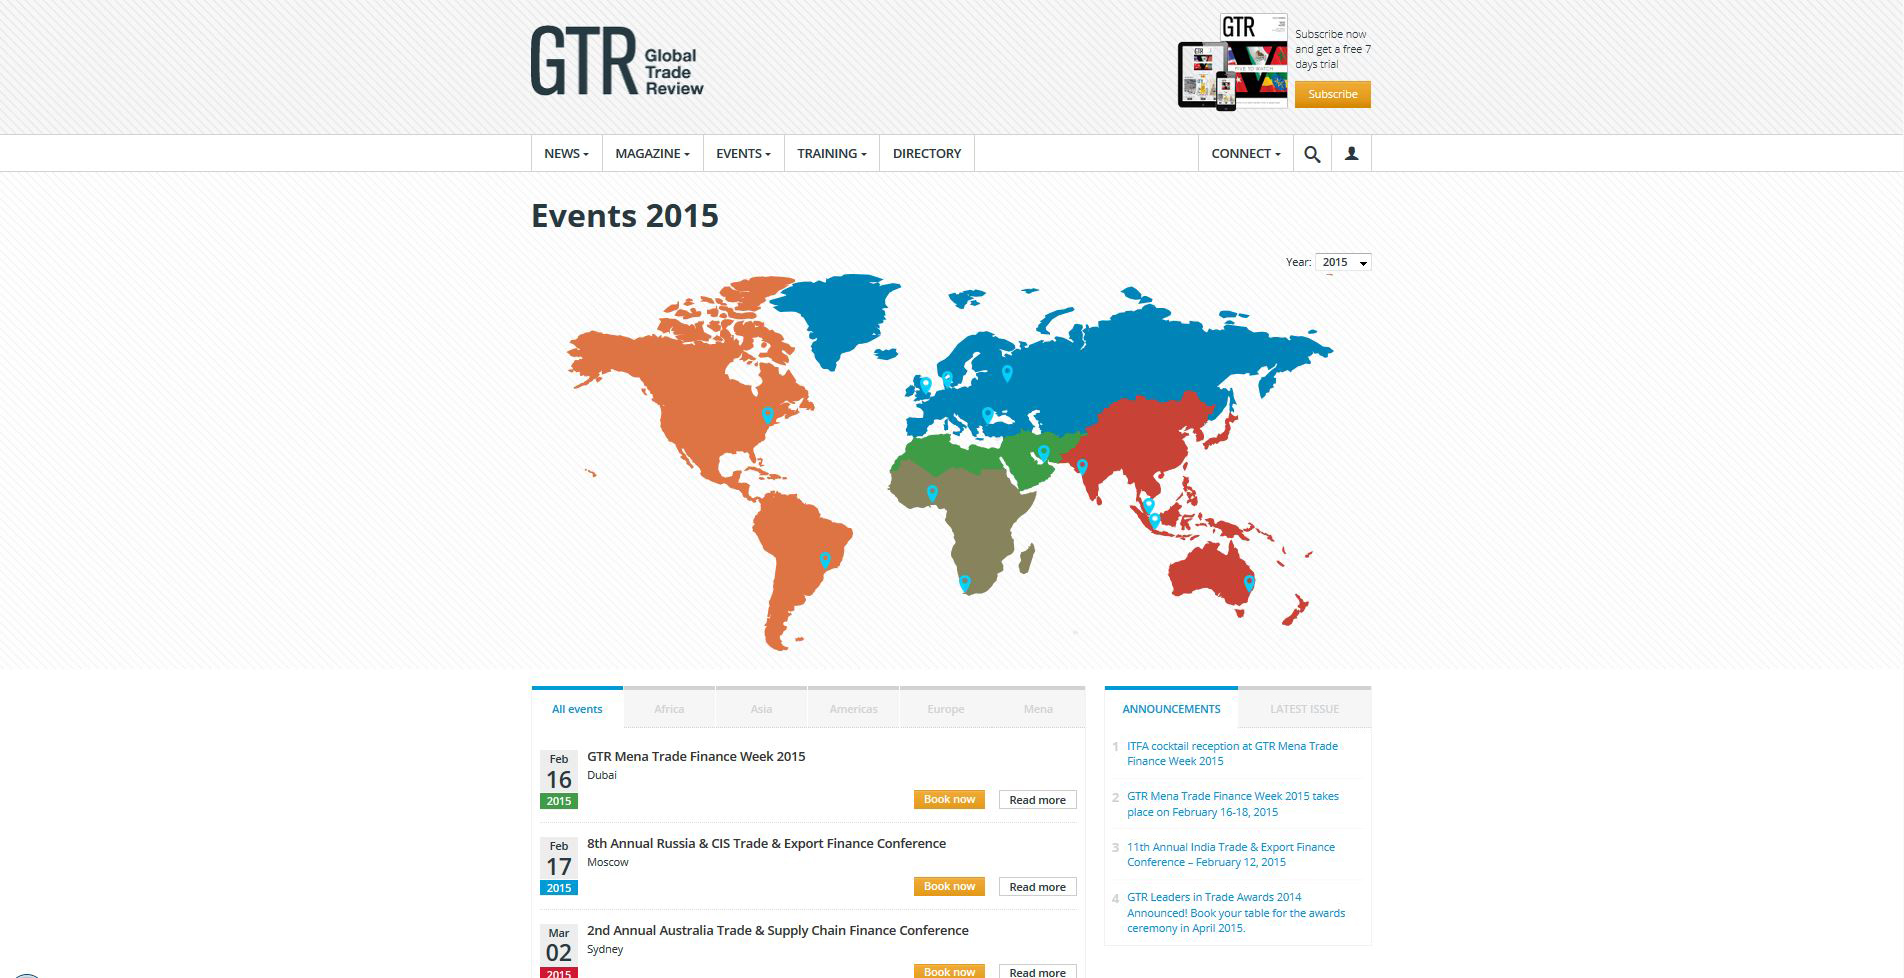 GTR Global
Trade
Review
GTR
GTR
FIVE TO WATCH
Subscribe now
and get a free 7
days trial
Subscribe
NEWS
MAGAZINE
EVENTS
TRAINING
DIRECTORY
CONNECT
Events 2015
Year: 2015
All events
Africa
Asia
Americas
Europe
Mena
Feb
16
2015
GTR Mena Trade Finance Week 2015
Dubai
Book now
Read more
Feb
17
2015
8th Annual Russia & CIS Trade & Export Finance Conference
Moscow
Book now
Read more
Mar
02
2015
2nd Annual Australia Trade & Supply Chain Finance Conference
Sydney
Book now
Read more
ANNOUNCEMENTS
LATEST ISSUE
1 ITFA cocktail reception at GTR Mena Trade
Finance Week 2015
2 GTR Mena Trade Finance Week 2015 takes
place on February 16-18, 2015
3 11th Annual India Trade & Export Finance
Conference – February 12, 2015
4 GTR Leaders in Trade Awards 2014
Announced! Book your table for the awards
ceremony in April 2015.